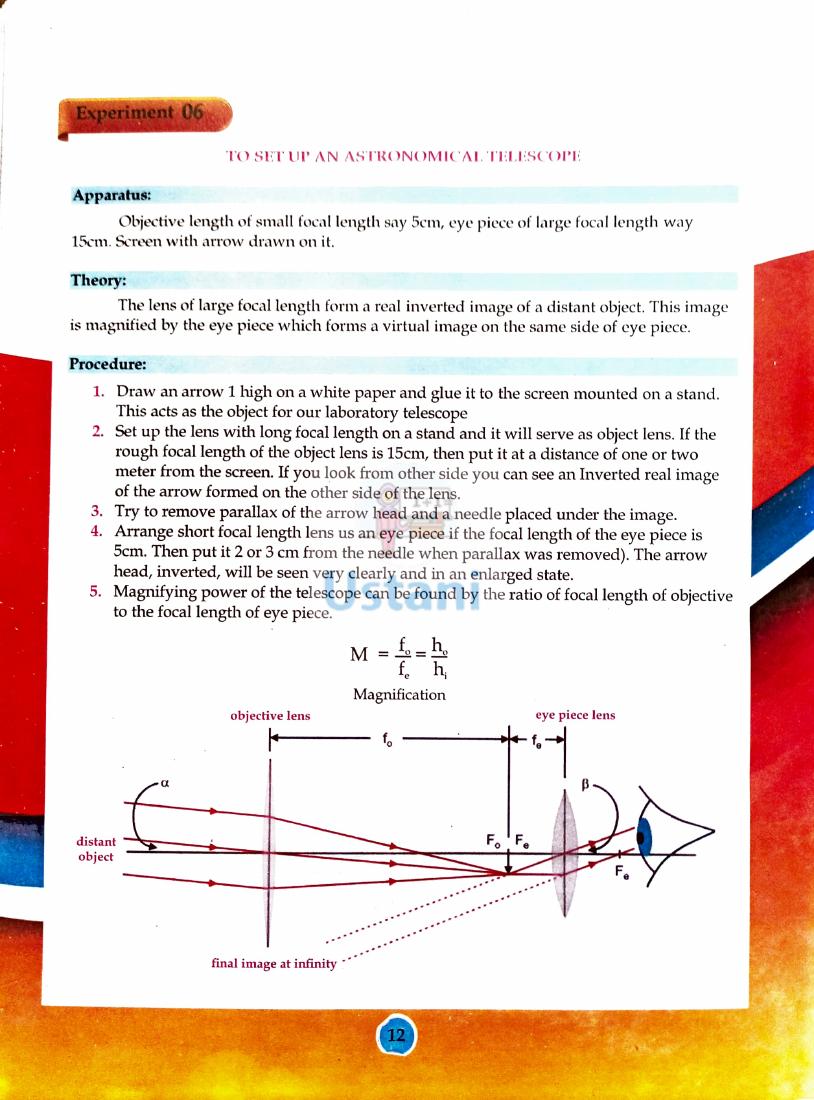 Experiment 06
TO SET UP AN ASTRONOMICAL TELESCOPE
Apparatus:
Objective length of small focal length say 5cm, eye piece of large focal length way
15cm. Screen with arrow drawn on it.
Theory:
The lens of large focal length form a real inverted image of a distant object. This image
is magnified by the eye piece which forms a virtual image on the same side of eye piece.
Procedure:
1. Draw an arrow 1 high on a white paper and glue it to the screen mounted on a stand.
This acts as the object for our laboratory telescope
2. Set up the lens with long focal length on a stand and it will serve as object lens. If the
rough focal length of the object lens is 15cm, then put it at a distance of one or two
meter from the screen. If you look from other side you can see an Inverted real image
of the arrow formed on the other side of the lens.
3. Try to remove parallax of the arrow head and a needle placed under the image.
4. Arrange short focal length lens us an eye piece if the focal length of the eye piece is
5cm. Then put it 2 or 3 cm from the needle when parallax was removed). The arrow
head, inverted, will be seen very clearly and in an enlarged state.
Ustani
5. Magnifying power of the telescope can be found by the ratio of focal length of objective
to the focal length of eye piece.
M = fₒ/fₑ = hₒ/hᵢ
Magnification
objective lens eye piece lens
fₒ fₑ
α β
distant
object
Fₒ Fₑ
Fₑ
final image at infinity
12